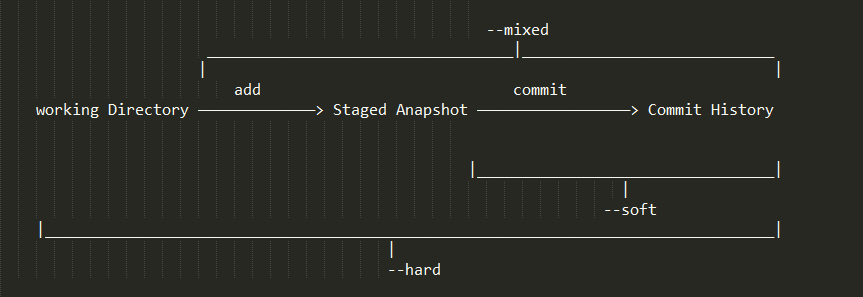 --mixed
add commit
working Directory ————————————> Staged Anapshot ————————————————> Commit History
--soft
--hard